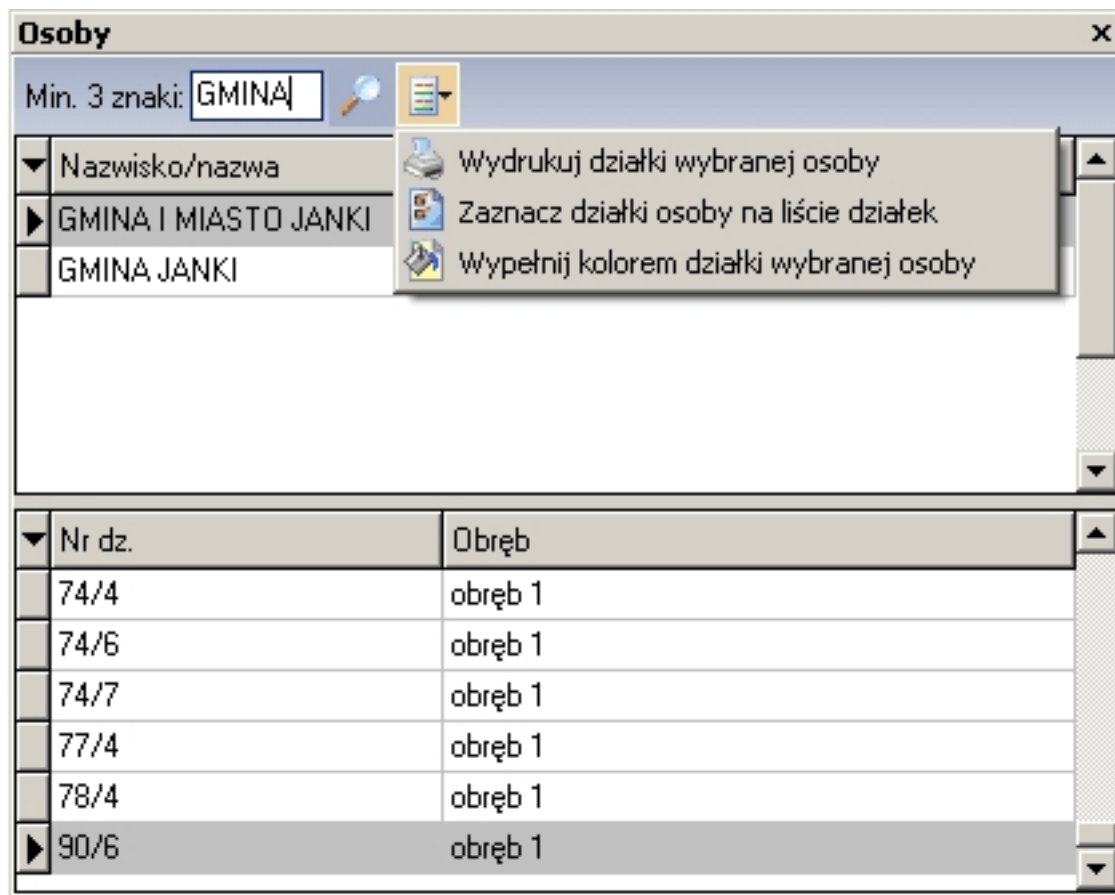 Osoby
Min. 3 znaki: GMINA
Wydrukuj działki wybranej osoby
Zaznacz działki osoby na liście działek
Wypełnij kolorem działki wybranej osoby
Nazwisko/nazwa
GMINA I MIASTO JANKI
GMINA JANKI
Nr dz. Obręb
74/4 obręb 1
74/6 obręb 1
74/7 obręb 1
77/4 obręb 1
78/4 obręb 1
90/6 obręb 1